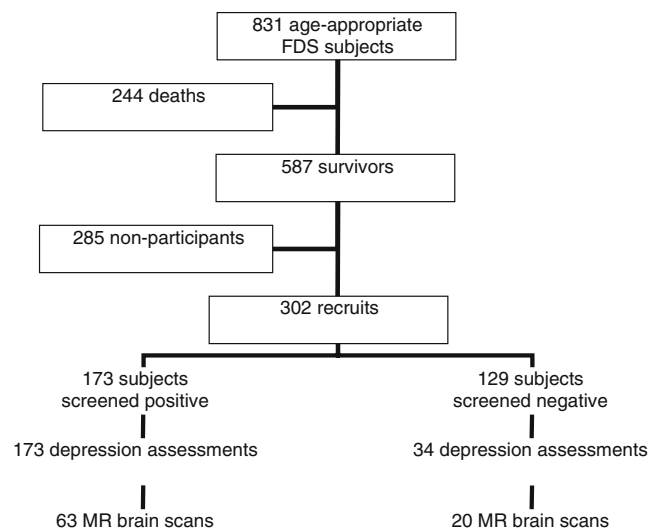 831 age-appropriate
FDS subjects
244 deaths
587 survivors
285 non-participants
302 recruits
173 subjects
screened positive
129 subjects
screened negative
173 depression assessments
34 depression assessments
63 MR brain scans
20 MR brain scans